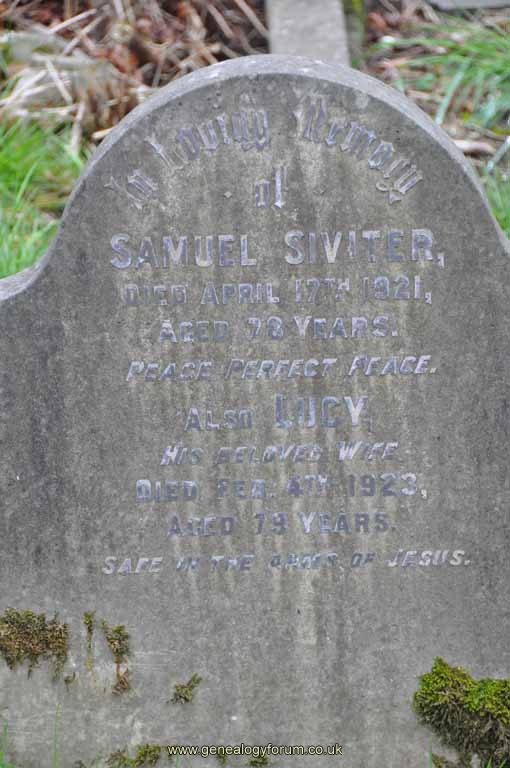 In Loving Memory
of
SAMUEL SIVITER,
DIED APRIL 17TH 1921,
AGED 78 YEARS.
PEACE PERFECT PEACE.
ALSO LUCY,
HIS BELOVED WIFE
DIED FEB. 4TH 1923,
AGED 79 YEARS.
SAFE IN THE ARMS OF JESUS.
www.genealogyforum.co.uk